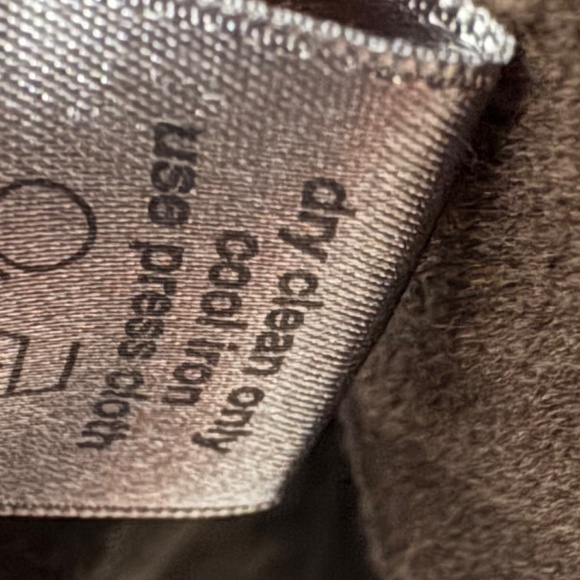 dry clean only
cool iron
use press cloth